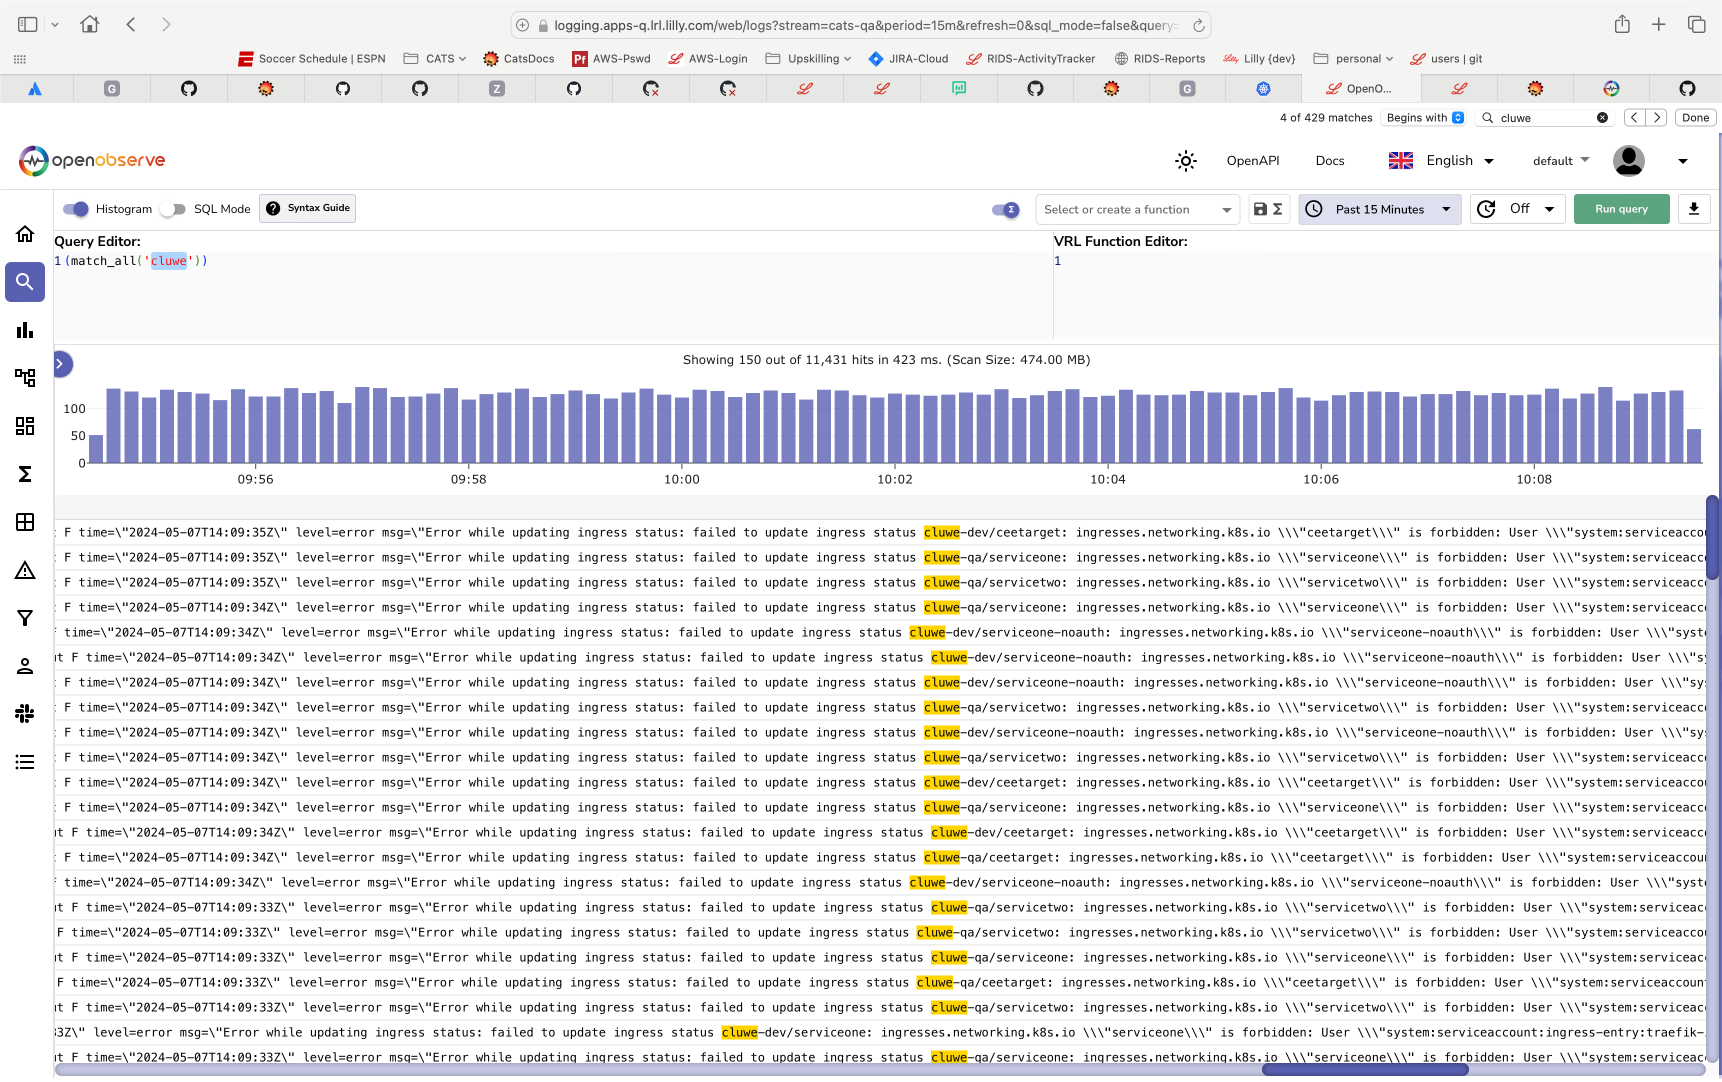 logging.apps-q.lrl.lilly.com/web/logs?stream=cats-qa&period=15m&refresh=0&sql_mode=false&query=
Soccer Schedule | ESPN CATS CatsDocs AWS-Pswd AWS-Login Upskilling JIRA-Cloud RIDS-ActivityTracker RIDS-Reports Lilly {dev} personal users | git
OpenO...
4 of 429 matches Begins with cluwe Done
openobserve OpenAPI Docs English default
Histogram SQL Mode Syntax Guide Select or create a function Past 15 Minutes Off Run query
Query Editor: VRL Function Editor:
1 (match_all('cluwe')) 1
Showing 150 out of 11,431 hits in 423 ms. (Scan Size: 474.00 MB)
100
50
0
09:56 09:58 10:00 10:02 10:04 10:06 10:08
F time=\"2024-05-07T14:09:35Z\" level=error msg=\"Error while updating ingress status: failed to update ingress status cluwe-dev/ceetarget: ingresses.networking.k8s.io \\\"ceetarget\\\" is forbidden: User \\\"system:serviceaccou
F time=\"2024-05-07T14:09:35Z\" level=error msg=\"Error while updating ingress status: failed to update ingress status cluwe-qa/serviceone: ingresses.networking.k8s.io \\\"serviceone\\\" is forbidden: User \\\"system:serviceacco
F time=\"2024-05-07T14:09:35Z\" level=error msg=\"Error while updating ingress status: failed to update ingress status cluwe-qa/servicetwo: ingresses.networking.k8s.io \\\"servicetwo\\\" is forbidden: User \\\"system:serviceacco
F time=\"2024-05-07T14:09:34Z\" level=error msg=\"Error while updating ingress status: failed to update ingress status cluwe-qa/serviceone: ingresses.networking.k8s.io \\\"serviceone\\\" is forbidden: User \\\"system:serviceacco
time=\"2024-05-07T14:09:34Z\" level=error msg=\"Error while updating ingress status: failed to update ingress status cluwe-dev/serviceone-noauth: ingresses.networking.k8s.io \\\"serviceone-noauth\\\" is forbidden: User \\\"syst
ut F time=\"2024-05-07T14:09:34Z\" level=error msg=\"Error while updating ingress status: failed to update ingress status cluwe-dev/serviceone-noauth: ingresses.networking.k8s.io \\\"serviceone-noauth\\\" is forbidden: User \\\"s
F time=\"2024-05-07T14:09:34Z\" level=error msg=\"Error while updating ingress status: failed to update ingress status cluwe-dev/serviceone-noauth: ingresses.networking.k8s.io \\\"serviceone-noauth\\\" is forbidden: User \\\"sy
F time=\"2024-05-07T14:09:34Z\" level=error msg=\"Error while updating ingress status: failed to update ingress status cluwe-qa/servicetwo: ingresses.networking.k8s.io \\\"servicetwo\\\" is forbidden: User \\\"system:serviceacco
F time=\"2024-05-07T14:09:34Z\" level=error msg=\"Error while updating ingress status: failed to update ingress status cluwe-dev/serviceone-noauth: ingresses.networking.k8s.io \\\"serviceone-noauth\\\" is forbidden: User \\\"sys
F time=\"2024-05-07T14:09:34Z\" level=error msg=\"Error while updating ingress status: failed to update ingress status cluwe-qa/servicetwo: ingresses.networking.k8s.io \\\"servicetwo\\\" is forbidden: User \\\"system:serviceacco
F time=\"2024-05-07T14:09:34Z\" level=error msg=\"Error while updating ingress status: failed to update ingress status cluwe-dev/ceetarget: ingresses.networking.k8s.io \\\"ceetarget\\\" is forbidden: User \\\"system:serviceaccou
F time=\"2024-05-07T14:09:34Z\" level=error msg=\"Error while updating ingress status: failed to update ingress status cluwe-qa/serviceone: ingresses.networking.k8s.io \\\"serviceone\\\" is forbidden: User \\\"system:serviceacco
ut F time=\"2024-05-07T14:09:34Z\" level=error msg=\"Error while updating ingress status: failed to update ingress status cluwe-dev/ceetarget: ingresses.networking.k8s.io \\\"ceetarget\\\" is forbidden: User \\\"system:serviceacc
F time=\"2024-05-07T14:09:34Z\" level=error msg=\"Error while updating ingress status: failed to update ingress status cluwe-qa/ceetarget: ingresses.networking.k8s.io \\\"ceetarget\\\" is forbidden: User \\\"system:serviceaccoun
time=\"2024-05-07T14:09:34Z\" level=error msg=\"Error while updating ingress status: failed to update ingress status cluwe-dev/serviceone-noauth: ingresses.networking.k8s.io \\\"serviceone-noauth\\\" is forbidden: User \\\"syst
ut F time=\"2024-05-07T14:09:33Z\" level=error msg=\"Error while updating ingress status: failed to update ingress status cluwe-qa/servicetwo: ingresses.networking.k8s.io \\\"servicetwo\\\" is forbidden: User \\\"system:serviceac
F time=\"2024-05-07T14:09:33Z\" level=error msg=\"Error while updating ingress status: failed to update ingress status cluwe-qa/servicetwo: ingresses.networking.k8s.io \\\"servicetwo\\\" is forbidden: User \\\"system:serviceaccou
ut F time=\"2024-05-07T14:09:33Z\" level=error msg=\"Error while updating ingress status: failed to update ingress status cluwe-qa/serviceone: ingresses.networking.k8s.io \\\"serviceone\\\" is forbidden: User \\\"system:serviceac
F time=\"2024-05-07T14:09:33Z\" level=error msg=\"Error while updating ingress status: failed to update ingress status cluwe-qa/ceetarget: ingresses.networking.k8s.io \\\"ceetarget\\\" is forbidden: User \\\"system:serviceaccoun
ut F time=\"2024-05-07T14:09:33Z\" level=error msg=\"Error while updating ingress status: failed to update ingress status cluwe-qa/servicetwo: ingresses.networking.k8s.io \\\"servicetwo\\\" is forbidden: User \\\"system:serviceac
33Z\" level=error msg=\"Error while updating ingress status: failed to update ingress status cluwe-dev/serviceone: ingresses.networking.k8s.io \\\"serviceone\\\" is forbidden: User \\\"system:serviceaccount:ingress-entry:traefik-
ut F time=\"2024-05-07T14:09:33Z\" level=error msg=\"Error while updating ingress status: failed to update ingress status cluwe-qa/serviceone: ingresses.networking.k8s.io \\\"serviceone\\\" is forbidden: User \\\"system:serviceac